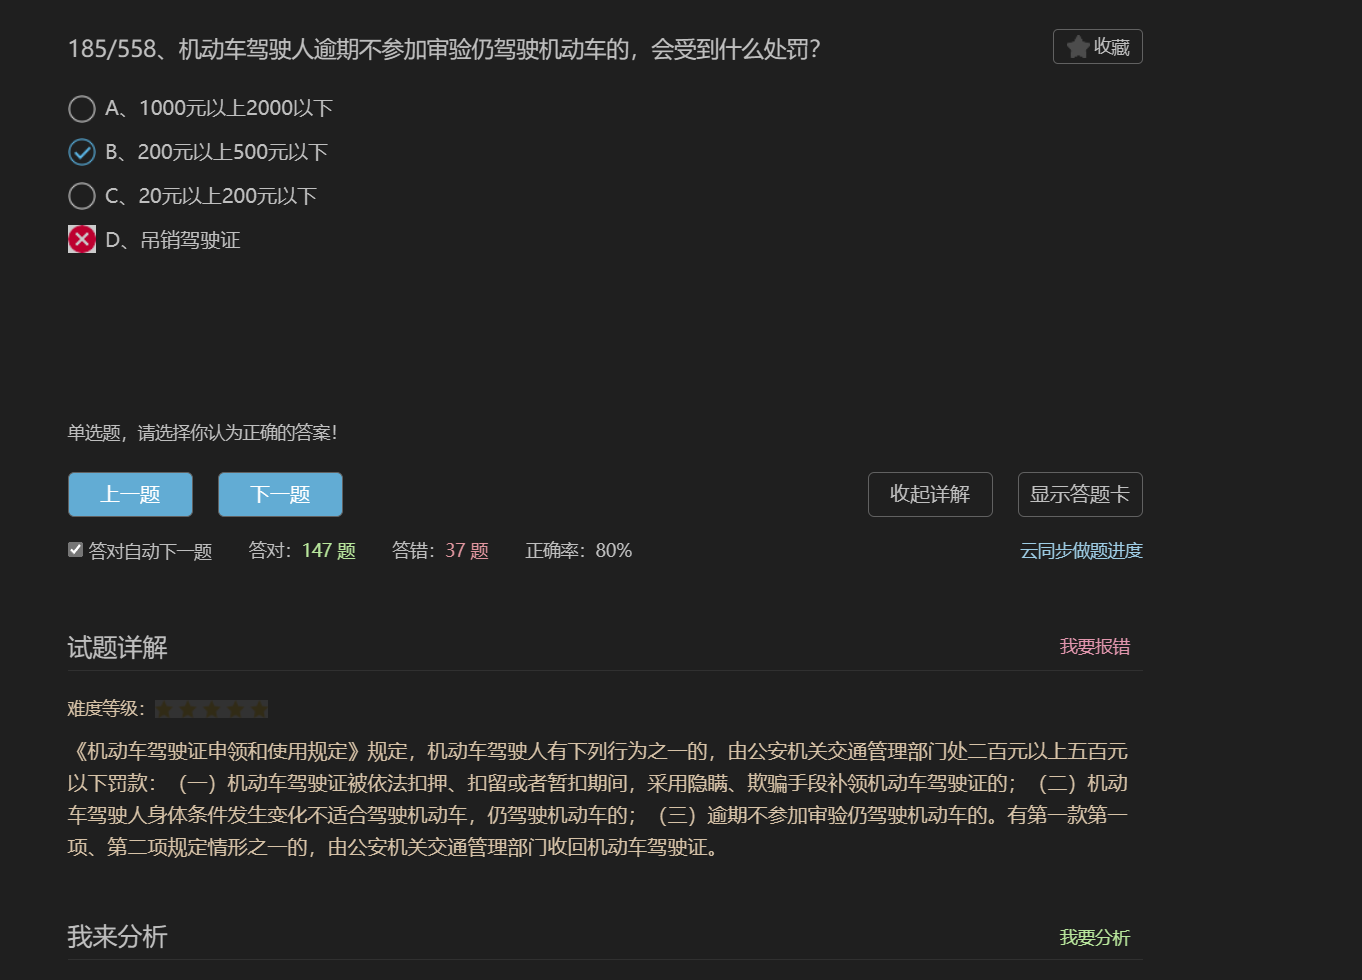 185/558、机动车驾驶人逾期不参加审验仍驾驶机动车的，会受到什么处罚？
收藏
A、1000元以上2000以下
B、200元以上500元以下
C、20元以上200元以下
D、吊销驾驶证
单选题，请选择你认为正确的答案！
上一题 下一题 收起详解 显示答题卡
答对自动下一题 答对：147 题 答错：37 题 正确率：80% 云同步做题进度
试题详解 我要报错
难度等级：
《机动车驾驶证申领和使用规定》规定，机动车驾驶人有下列行为之一的，由公安机关交通管理部门处二百元以上五百元
以下罚款：（一）机动车驾驶证被依法扣押、扣留或者暂扣期间，采用隐瞒、欺骗手段补领机动车驾驶证的；（二）机动
车驾驶人身体条件发生变化不适合驾驶机动车，仍驾驶机动车的；（三）逾期不参加审验仍驾驶机动车的。有第一款第一
项、第二项规定情形之一的，由公安机关交通管理部门收回机动车驾驶证。
我来分析 我要分析